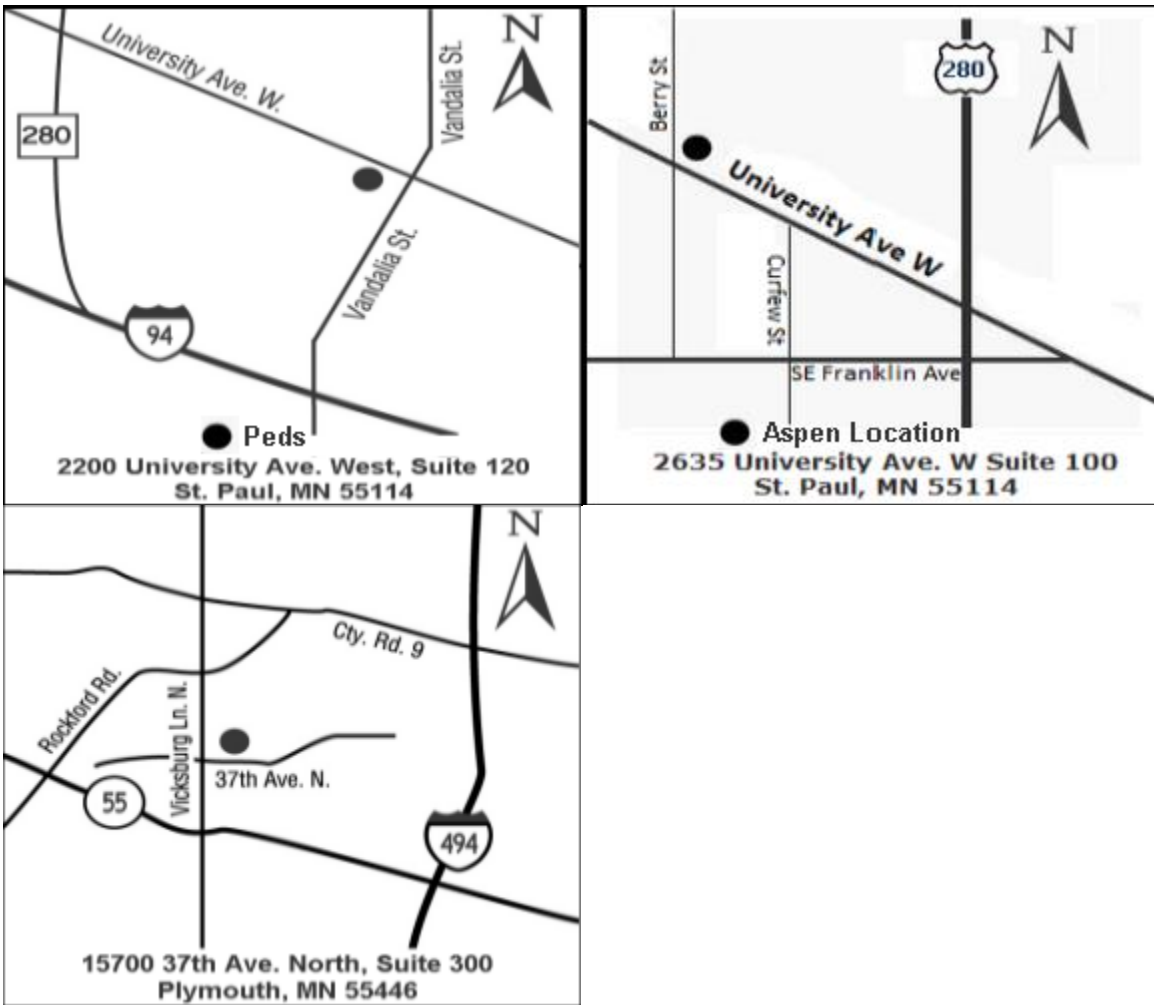 University Ave. W.
Vandalia St.
N
280
Vandalia St.
94
Peds
2200 University Ave. West, Suite 120
St. Paul, MN 55114
Berry St
280
N
University Ave W
Curfew St
SE Franklin Ave
Aspen Location
2635 University Ave. W Suite 100
St. Paul, MN 55114
N
Cty. Rd. 9
Rockford Rd.
Vicksburg Ln. N.
37th Ave. N.
55
494
15700 37th Ave. North, Suite 300
Plymouth, MN 55446